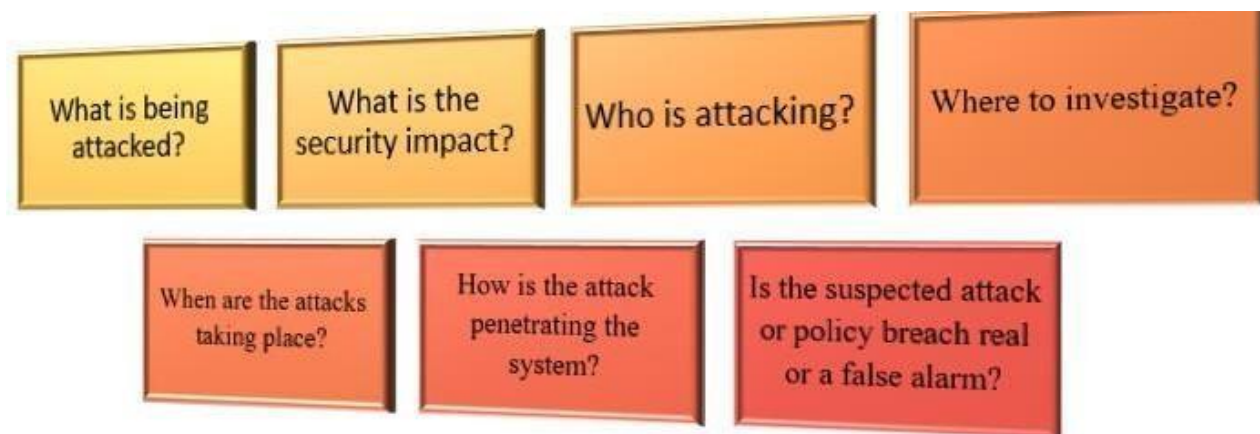 What is being
attacked?
What is the
security impact?
Who is attacking?
Where to investigate?
When are the attacks
taking place?
How is the attack
penetrating the
system?
Is the suspected attack
or policy breach real
or a false alarm?